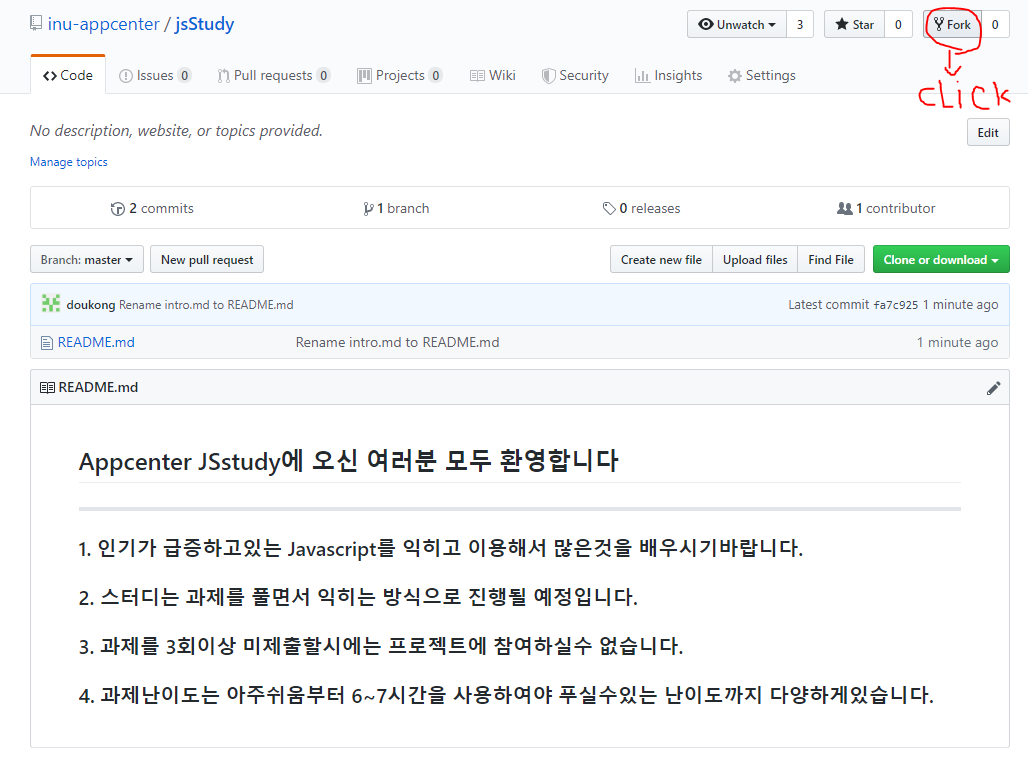 inu-appcenter / jsStudy
Unwatch 3 Star 0 Fork 0
Code Issues 0 Pull requests 0 Projects 0 Wiki Security Insights Settings
cLicK
No description, website, or topics provided.
Edit
Manage topics
2 commits 1 branch 0 releases 1 contributor
Branch: master New pull request Create new file Upload files Find File Clone or download
doukong Rename intro.md to README.md Latest commit fa7c925 1 minute ago
README.md Rename intro.md to README.md 1 minute ago
README.md
Appcenter JSstudy에 오신 여러분 모두 환영합니다
1. 인기가 급증하고있는 Javascript를 익히고 이용해서 많은것을 배우시기바랍니다.
2. 스터디는 과제를 풀면서 익히는 방식으로 진행될 예정입니다.
3. 과제를 3회이상 미제출할시에는 프로젝트에 참여하실수 없습니다.
4. 과제난이도는 아주쉬움부터 6~7시간을 사용하여야 푸실수있는 난이도까지 다양하게있습니다.